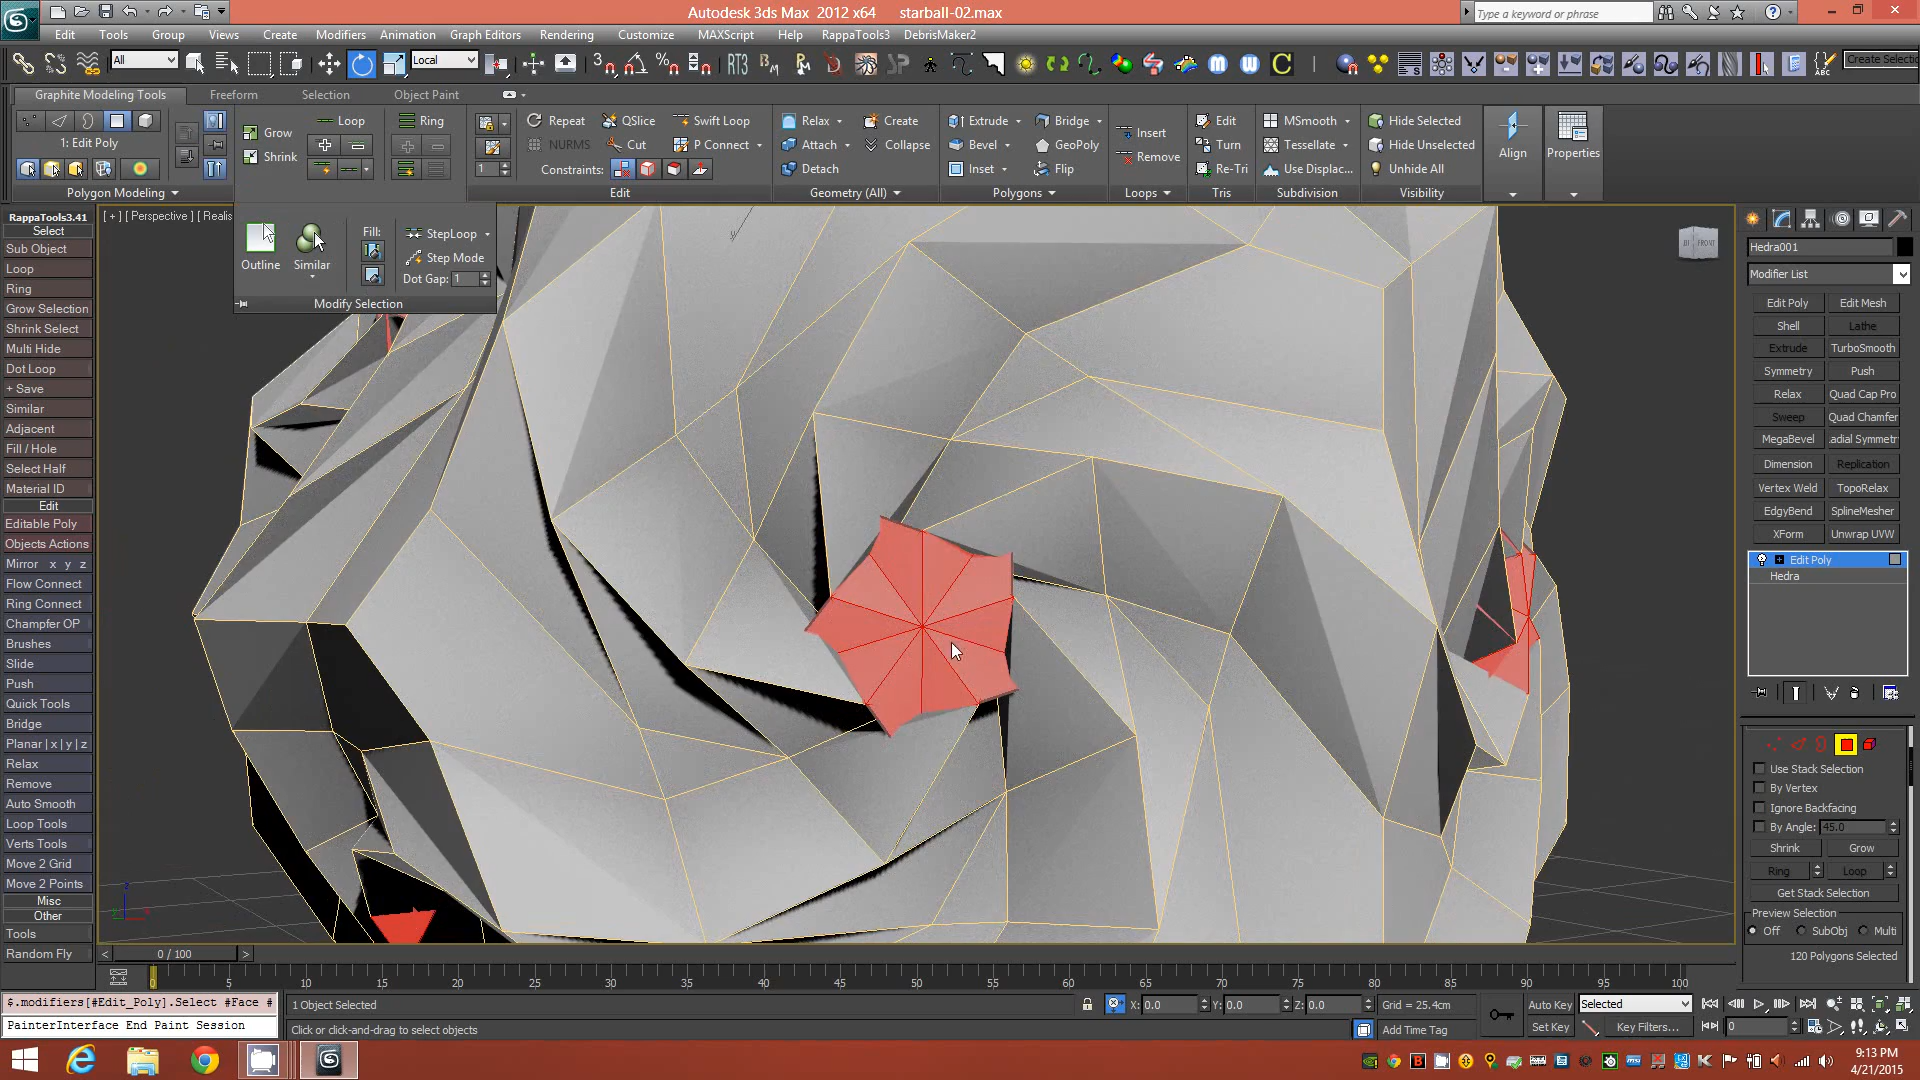 Autodesk 3ds Max 2012 x64 starball-02.max
Type a keyword or phrase
Edit Tools Group Views Create Modifiers Animation Graph Editors Rendering Customize MAXScript Help RappaTools3 DebrisMaker2
All Local RT3 Create Selectio
Graphite Modeling Tools Freeform Selection Object Paint
Grow Loop Ring Repeat QSlice Swift Loop Relax Create Extrude Bridge Edit MSmooth Hide Selected
1: Edit Poly Shrink NURMS Cut P Connect Attach Collapse Bevel GeoPoly Insert Turn Tessellate Hide Unselected Align Properties
1 Constraints: Detach Inset Flip Remove Re-Tri Use Displac... Unhide All
Polygon Modeling Edit Geometry (All) Polygons Loops Tris Subdivision Visibility
[ + ] [ Perspective ] [ Realis
Outline Similar Fill: StepLoop
Step Mode
Dot Gap: 1
Modify Selection
RappaTools3.41
Select
Sub Object
Loop
Ring
Grow Selection
Shrink Select
Multi Hide
Dot Loop
+ Save
Similar
Adjacent
Fill / Hole
Select Half
Material ID
Edit
Editable Poly
Objects Actions
Mirror x y z
Flow Connect
Ring Connect
Champfer OP
Brushes
Slide
Push
Quick Tools
Bridge
Planar | x | y | z
Relax
Remove
Auto Smooth
Loop Tools
Verts Tools
Move 2 Grid
Move 2 Points
Misc
Other
Tools
Random Fly
FRONT
Hedra001
Modifier List
Edit Poly Edit Mesh
Shell Lathe
Extrude TurboSmooth
Symmetry Push
Relax Quad Cap Pro
Sweep Quad Chamfer
MegaBevel adial Symmetr
Dimension Replication
Vertex Weld TopoRelax
EdgyBend SplineMesher
XForm Unwrap UVW
Edit Poly
Hedra
Use Stack Selection
By Vertex
Ignore Backfacing
By Angle: 45.0
Shrink Grow
Ring Loop
Get Stack Selection
Preview Selection
Off SubObj Multi
120 Polygons Selected
< 0 / 100 >
0 5 10 15 20 25 30 35 40 45 50 55 60 65 70 75 80 85 90 95 100
$.modifiers[#Edit_Poly].Select #Face # 1 Object Selected X: 0.0 Y: 0.0 Z: 0.0 Grid = 25.4cm Auto Key Selected
PainterInterface End Paint Session Click or click-and-drag to select objects Add Time Tag Set Key Key Filters... 0
9:13 PM
4/21/2015